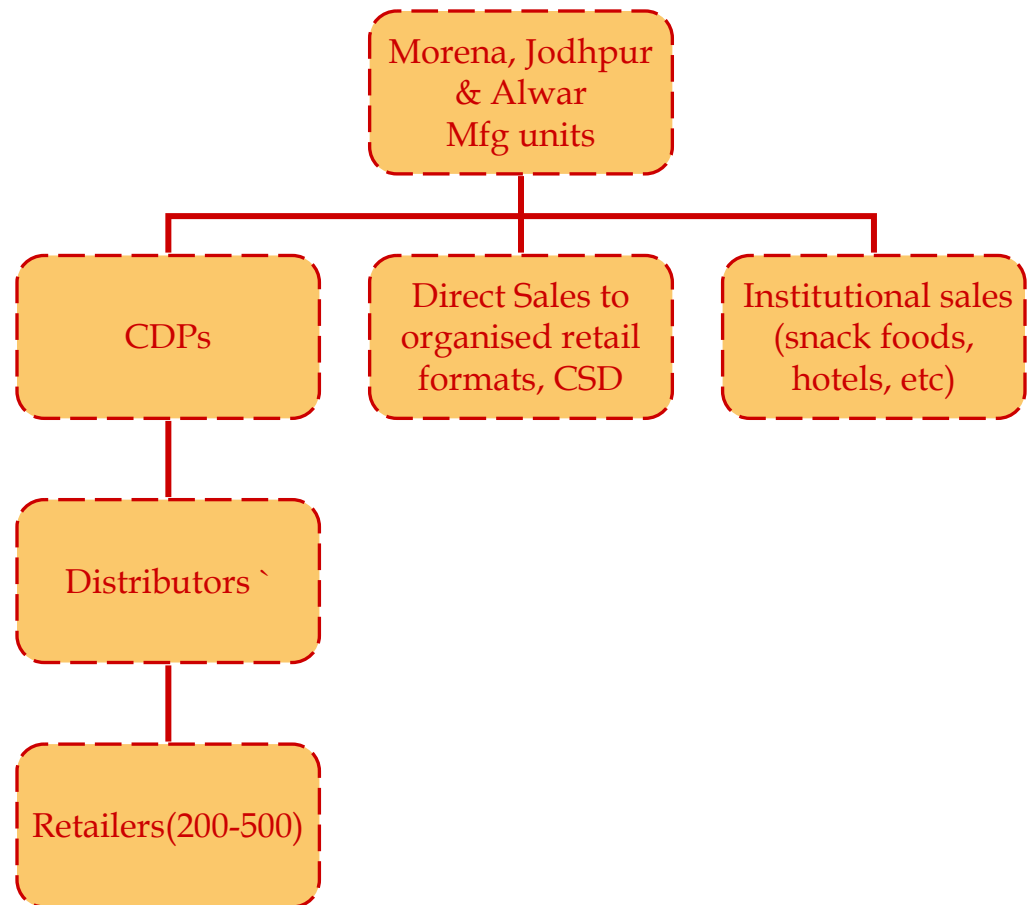 Morena, Jodhpur
& Alwar
Mfg units
CDPs
Direct Sales to
organised retail
formats, CSD
Institutional sales
(snack foods,
hotels, etc)
Distributors `
Retailers(200-500)